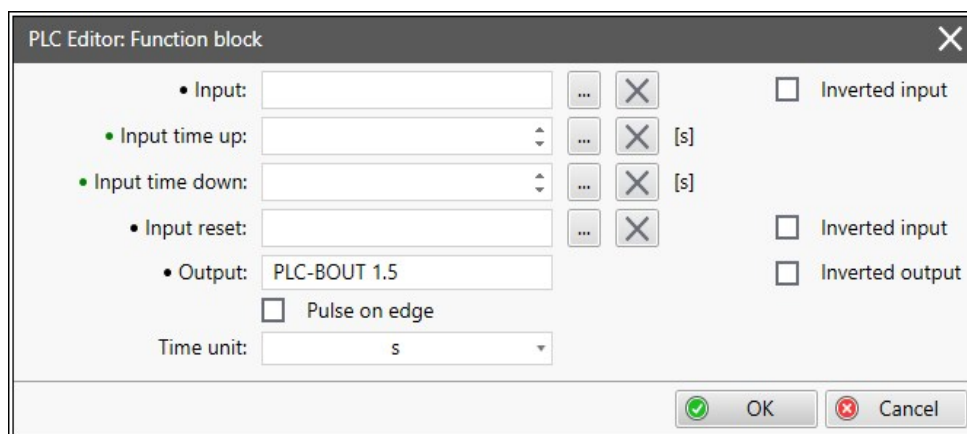 PLC Editor: Function block
• Input: ... Inverted input
• Input time up: ... [s]
• Input time down: ... [s]
• Input reset: ... Inverted input
• Output: PLC-BOUT 1.5 Inverted output
Pulse on edge
Time unit: s
OK Cancel